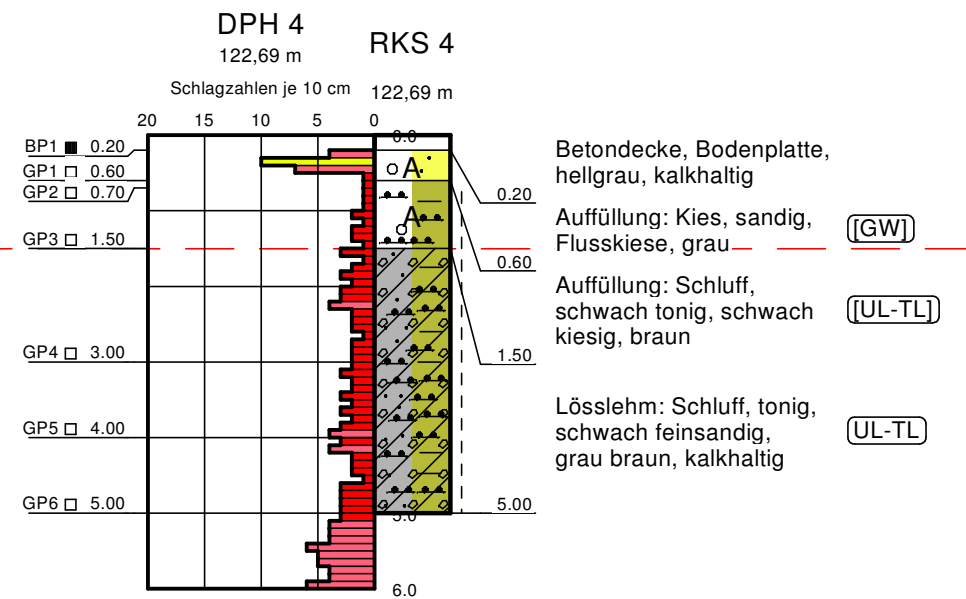 DPH 4
122,69 m
Schlagzahlen je 10 cm
RKS 4
122,69 m
20 15 10 5 0
0.0
BP1 0.20
GP1 0.60
GP2 0.70
GP3 1.50
GP4 3.00
GP5 4.00
GP6 5.00
A
A
5.0
6.0
0.20
0.60
1.50
5.00
Betondecke, Bodenplatte,
hellgrau, kalkhaltig
Auffüllung: Kies, sandig,
Flusskiese, grau
[GW]
Auffüllung: Schluff,
schwach tonig, schwach
kiesig, braun
[UL-TL]
Lösslehm: Schluff, tonig,
schwach feinsandig,
grau braun, kalkhaltig
UL-TL